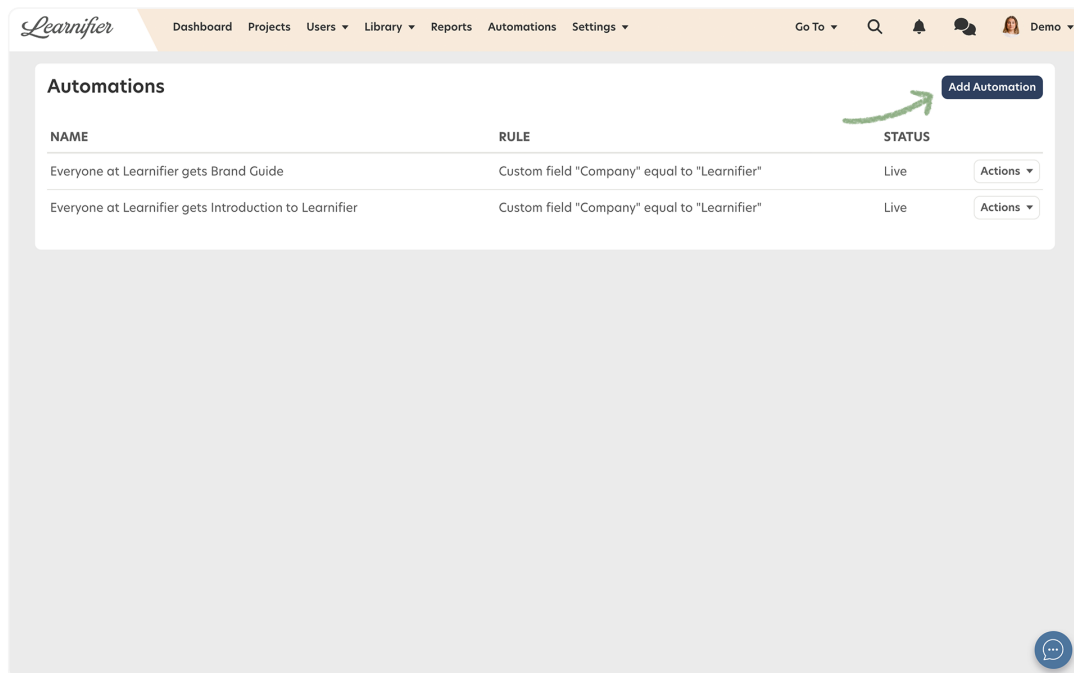 Learnifier Dashboard Projects Users Library Reports Automations Settings Go To Demo
Automations Add Automation
NAME RULE STATUS
Everyone at Learnifier gets Brand Guide Custom field "Company" equal to "Learnifier" Live Actions
Everyone at Learnifier gets Introduction to Learnifier Custom field "Company" equal to "Learnifier" Live Actions